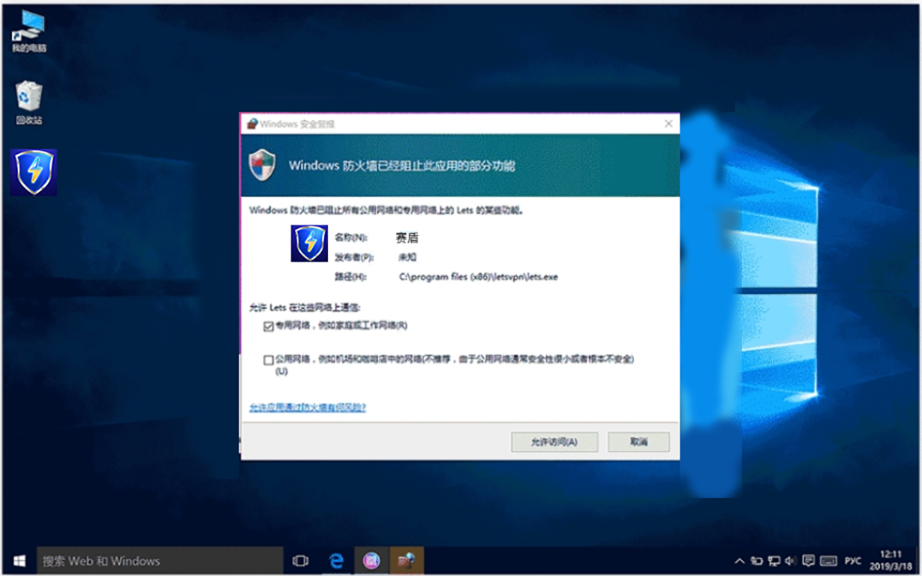 我的电脑
回收站
Windows 安全警报
Windows 防火墙已经阻止此应用的部分功能
Windows 防火墙已阻止所有公用网络和专用网络上的 Lets 的某些功能。
名称(N): 赛盾
发布者(P): 未知
路径(H): C:\program files (x86)\letsvpn\lets.exe
允许 Lets 在这些网络上通信:
专用网络，例如家庭或工作网络(R)
公用网络，例如机场和咖啡店中的网络(不推荐，由于公用网络通常安全性很小或者根本不安全)
(U)
允许应用通过防火墙有何风险?
允许访问(A) 取消
搜索 Web 和 Windows
РУС
12:11
2019/3/18